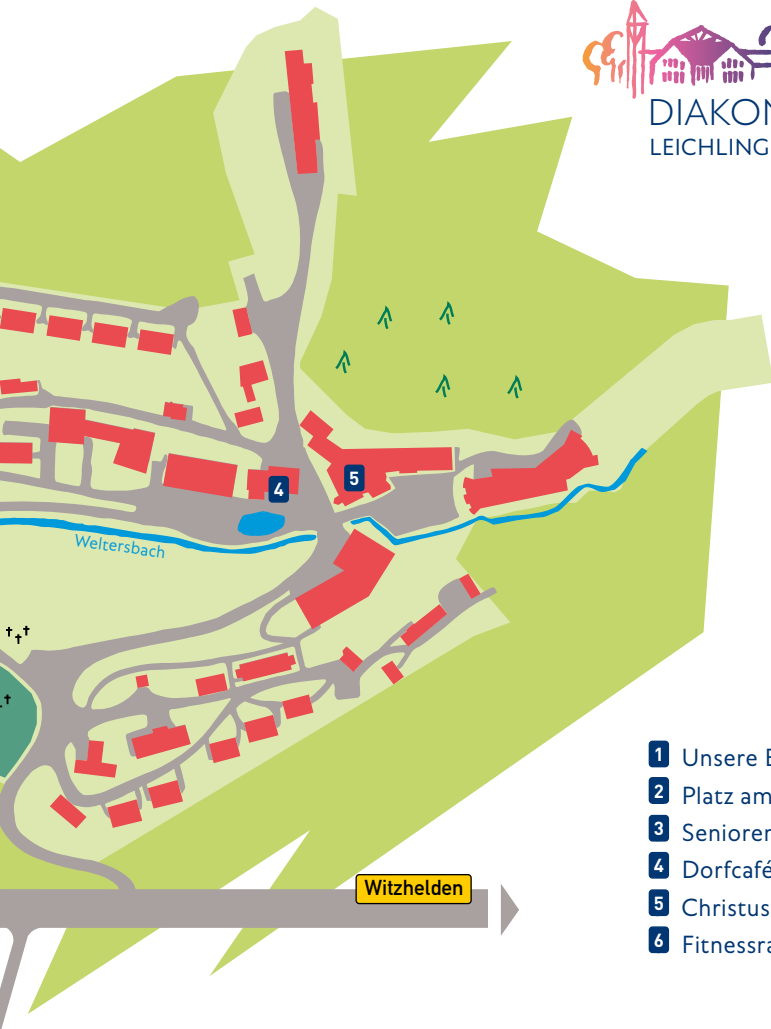 DIAKON
LEICHLING
4
5
Weltersbach
1 Unsere
2 Platz am
3 Senioren
4 Dorfcafé
5 Christus
6 Fitnessra
Witzhelden